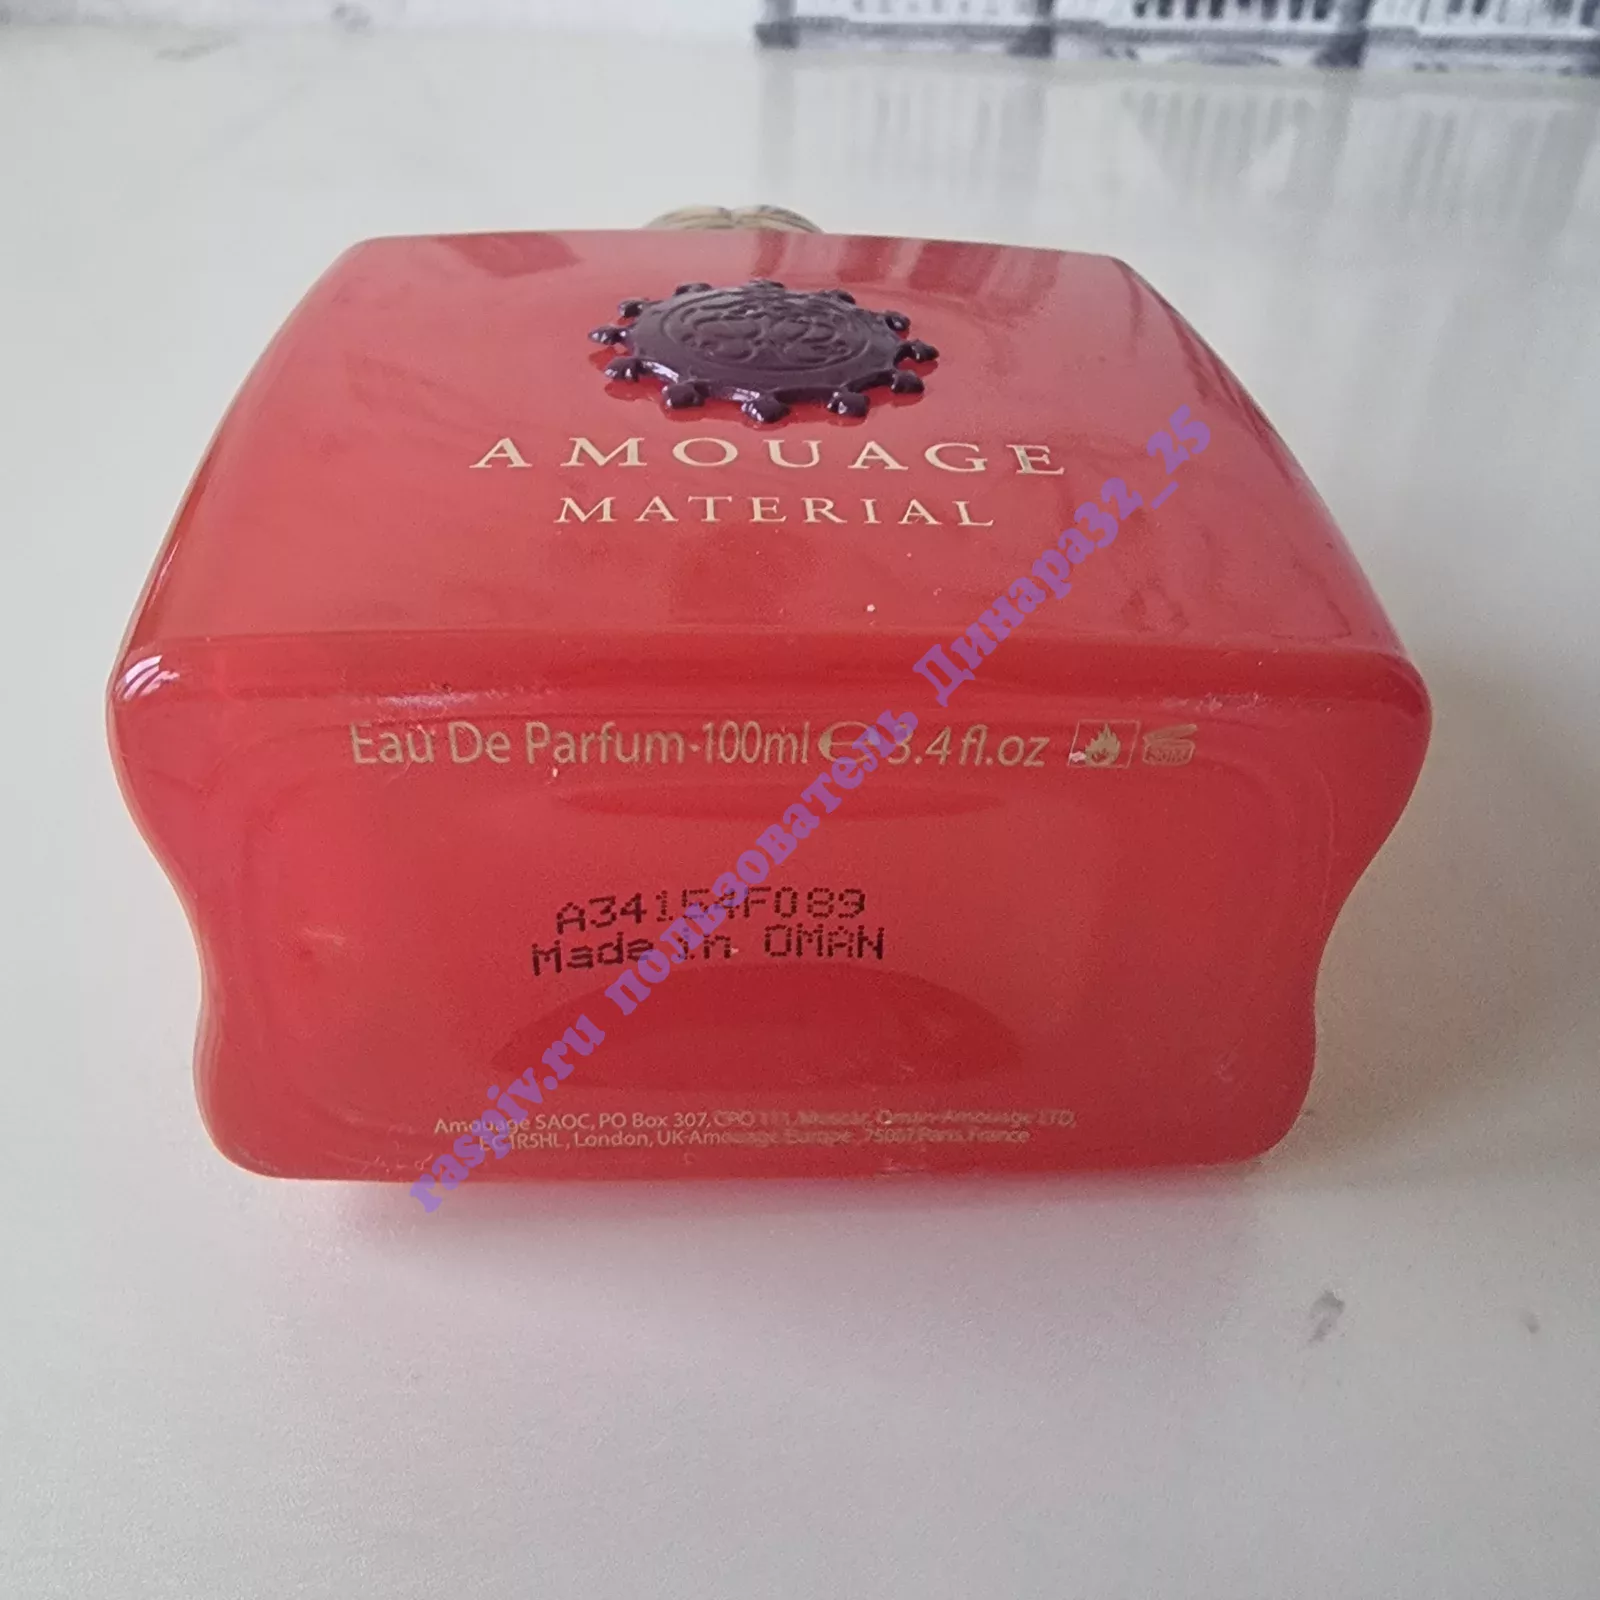 AMOUAGE
MATERIAL
Eau De Parfum·100ml e 3.4 fl.oz
A34154F089
Made in OMAN
Amouage SAOC, PO Box 307, CPO 111, Muscat, Oman-Amouage LTD,
EC1R5HL, London, UK-Amouage Europe, 75007, Paris, France
raspiv.ru пользователь Динара32_25